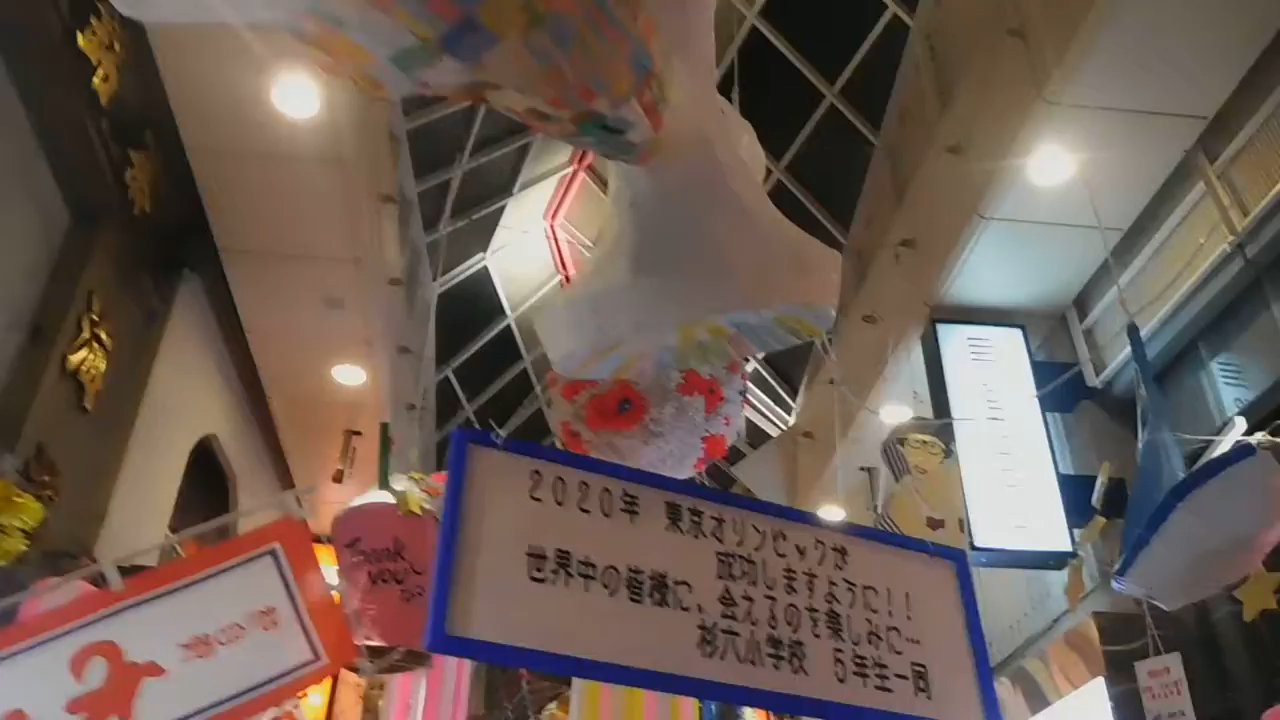 2020年 東京オリンピックが
成功しますように!!
世界中の皆様に、会えるのを楽しみに…
杉六小学校 5年生一同
Thank
you